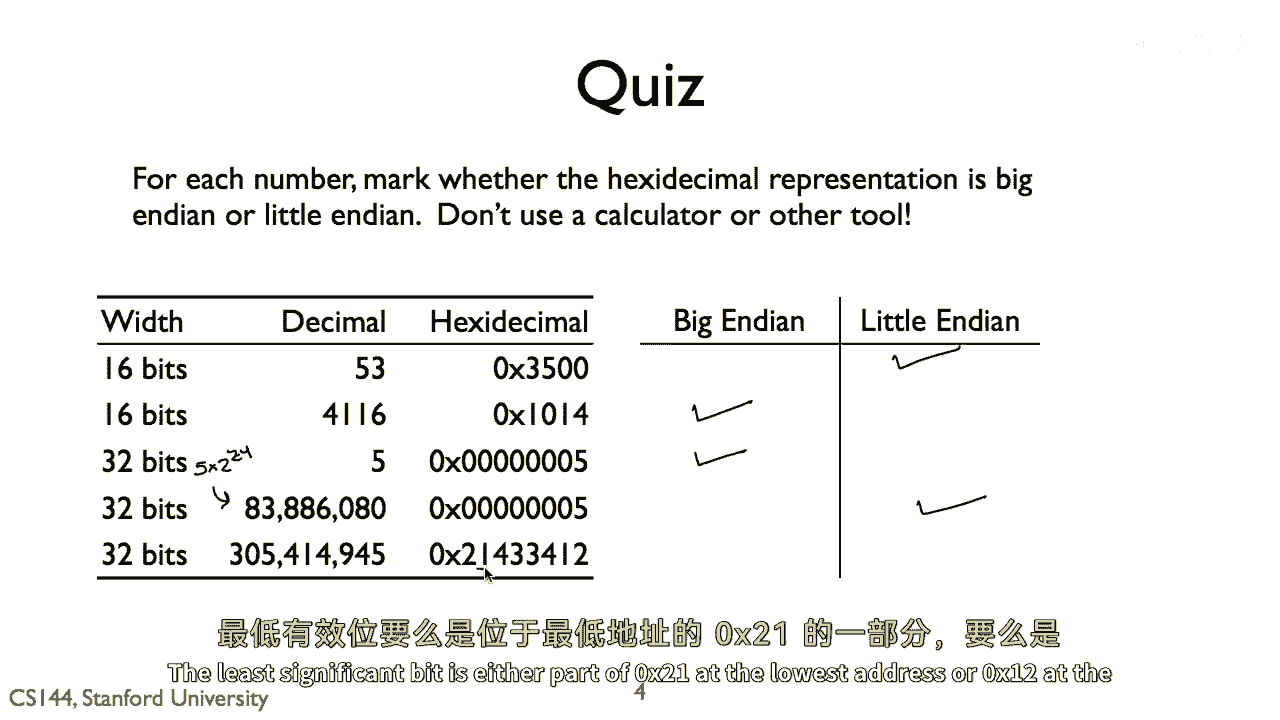 Quiz
For each number, mark whether the hexidecimal representation is big
endian or little endian. Don't use a calculator or other tool!
Width Decimal Hexidecimal Big Endian Little Endian
16 bits 53 0x3500 ✓
16 bits 4116 0x1014 ✓
32 bits 5x2^24 5 0x00000005 ✓
32 bits 83,886,080 0x00000005 ✓
32 bits 305,414,945 0x21433412
最低有效位要么是位于最低地址的 0x21 的一部分，要么是
The least significant bit is either part of 0x21 at the lowest address or 0x12 at the
CS144, Stanford University 4